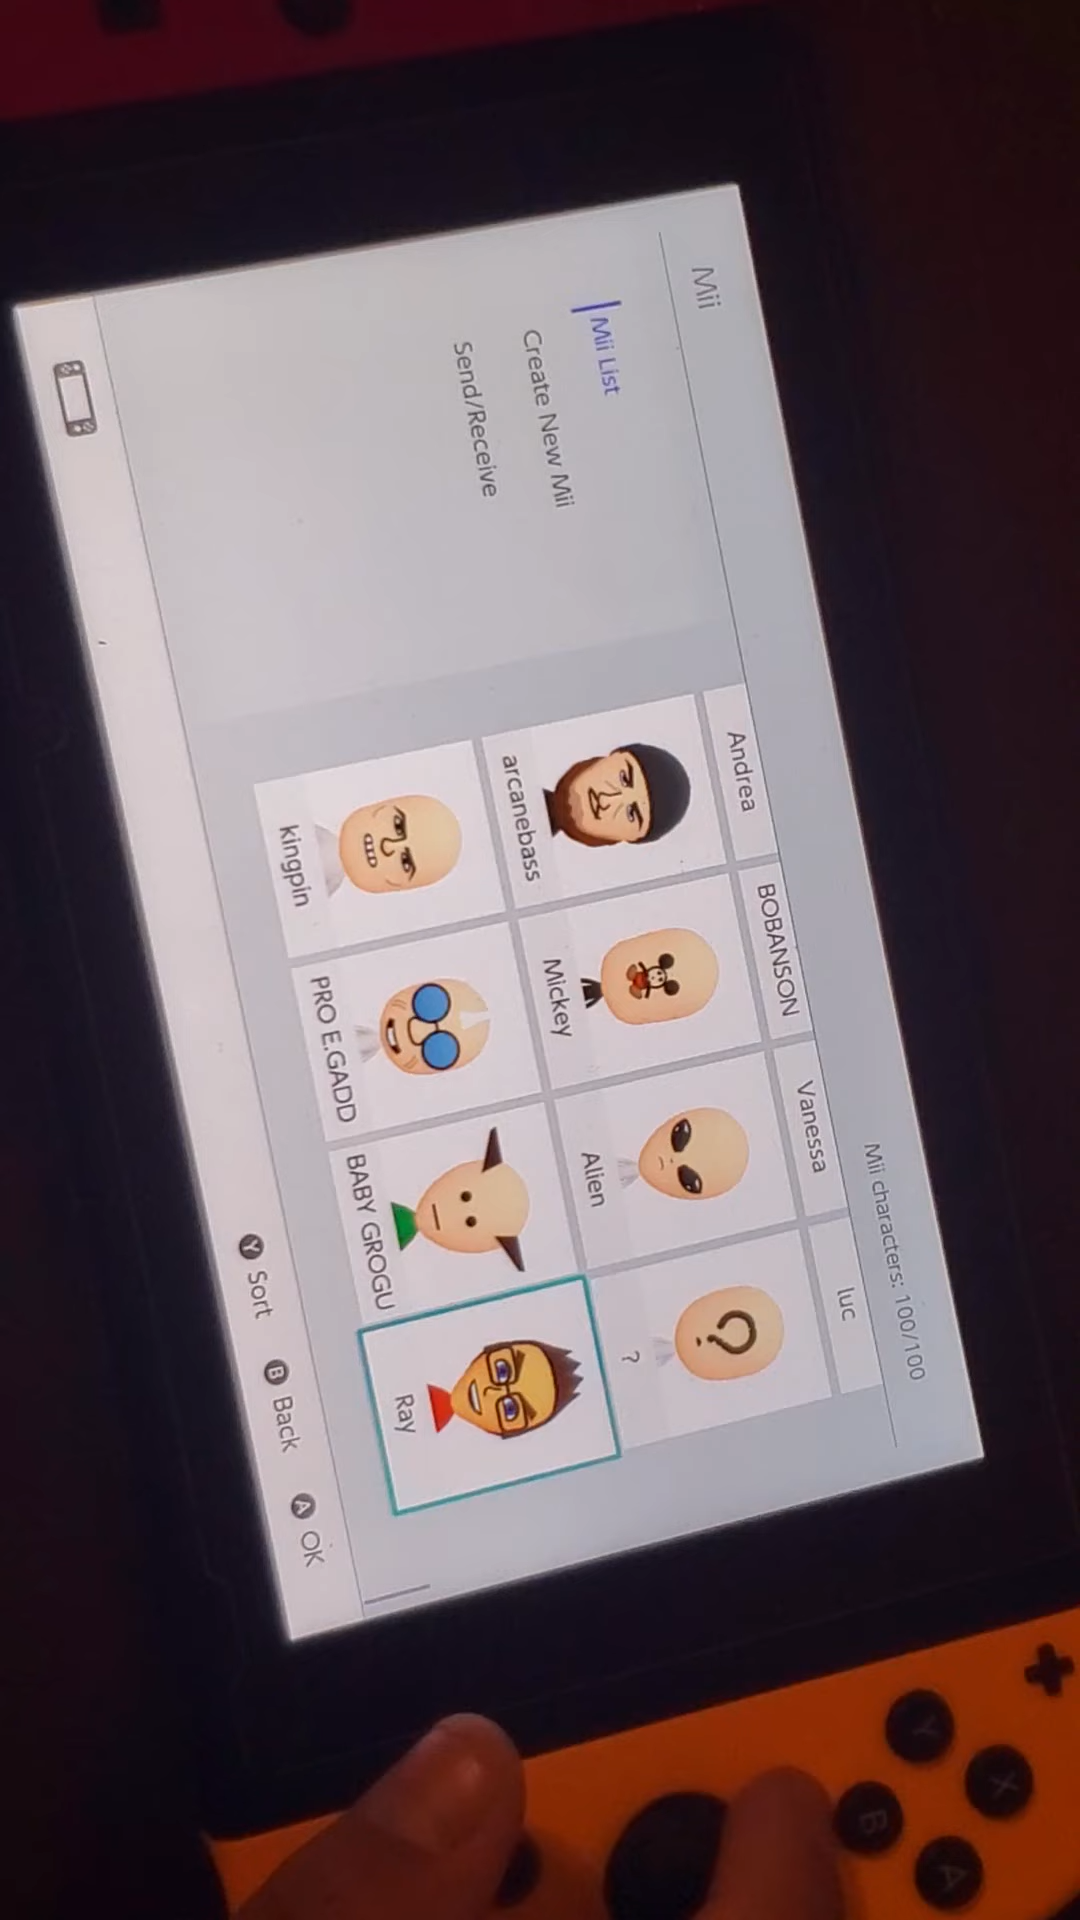 Mii
Mii characters: 100/100
Mii List
Create New Mii
Send/Receive
Andrea
BOBANSON
Vanessa
luc
arcanebass
Mickey
Alien
?
kingpin
PRO E.GADD
BABY GROGU
Ray
Y Sort
B Back
A OK
Y
X
B
A